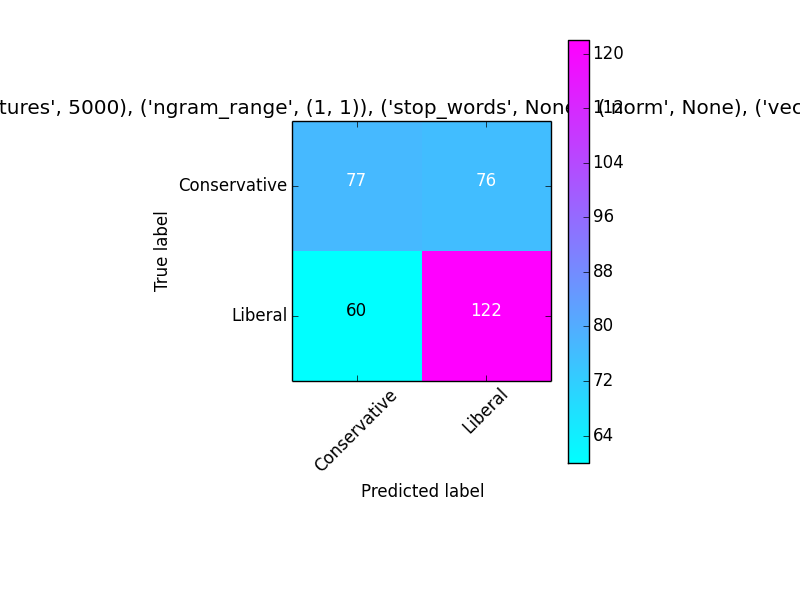 tures', 5000), ('ngram_range', (1, 1)), ('stop_words', None ('norm', None), ('vec
Conservative
Liberal
True label
77 76
60 122
Conservative
Liberal
Predicted label
120
112
104
96
88
80
72
64